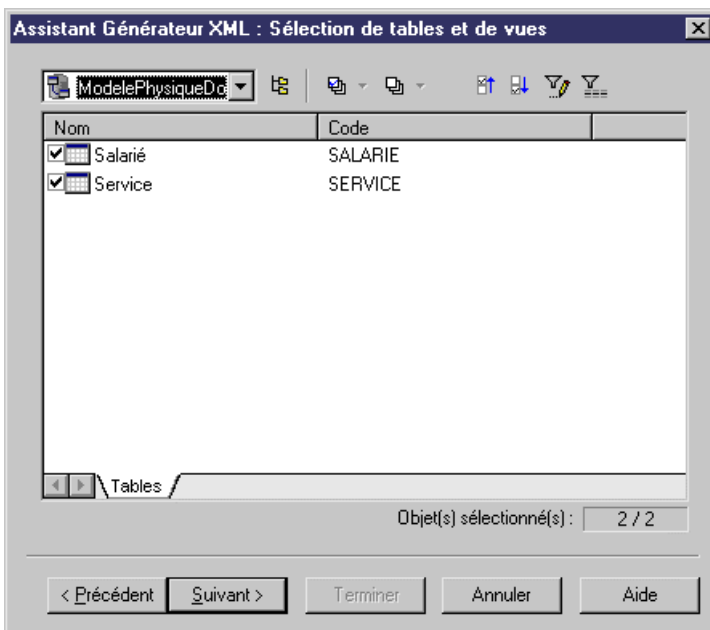 Assistant Générateur XML : Sélection de tables et de vues
ModelePhysiqueDo
Nom Code
Salarié SALARIE
Service SERVICE
Tables
Objet(s) sélectionné(s) : 2 / 2
< Précédent Suivant > Terminer Annuler Aide